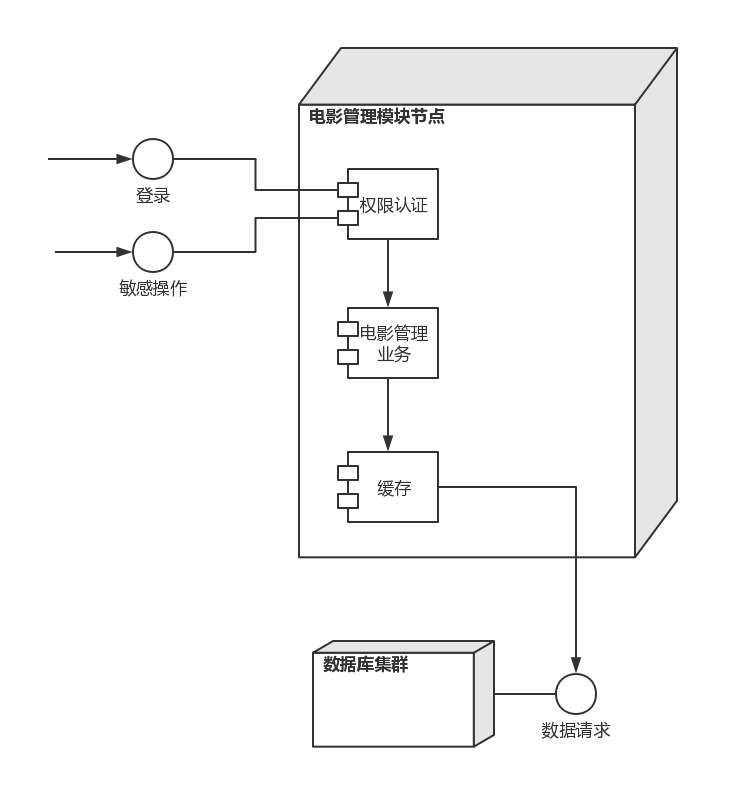 电影管理模块节点
登录
权限认证
敏感操作
电影管理
业务
缓存
数据库集群
数据请求